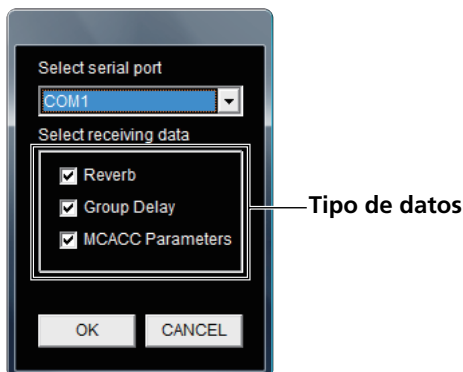 Select serial port
COM1
Select receiving data
Reverb
Group Delay
MCACC Parameters
Tipo de datos
OK
CANCEL